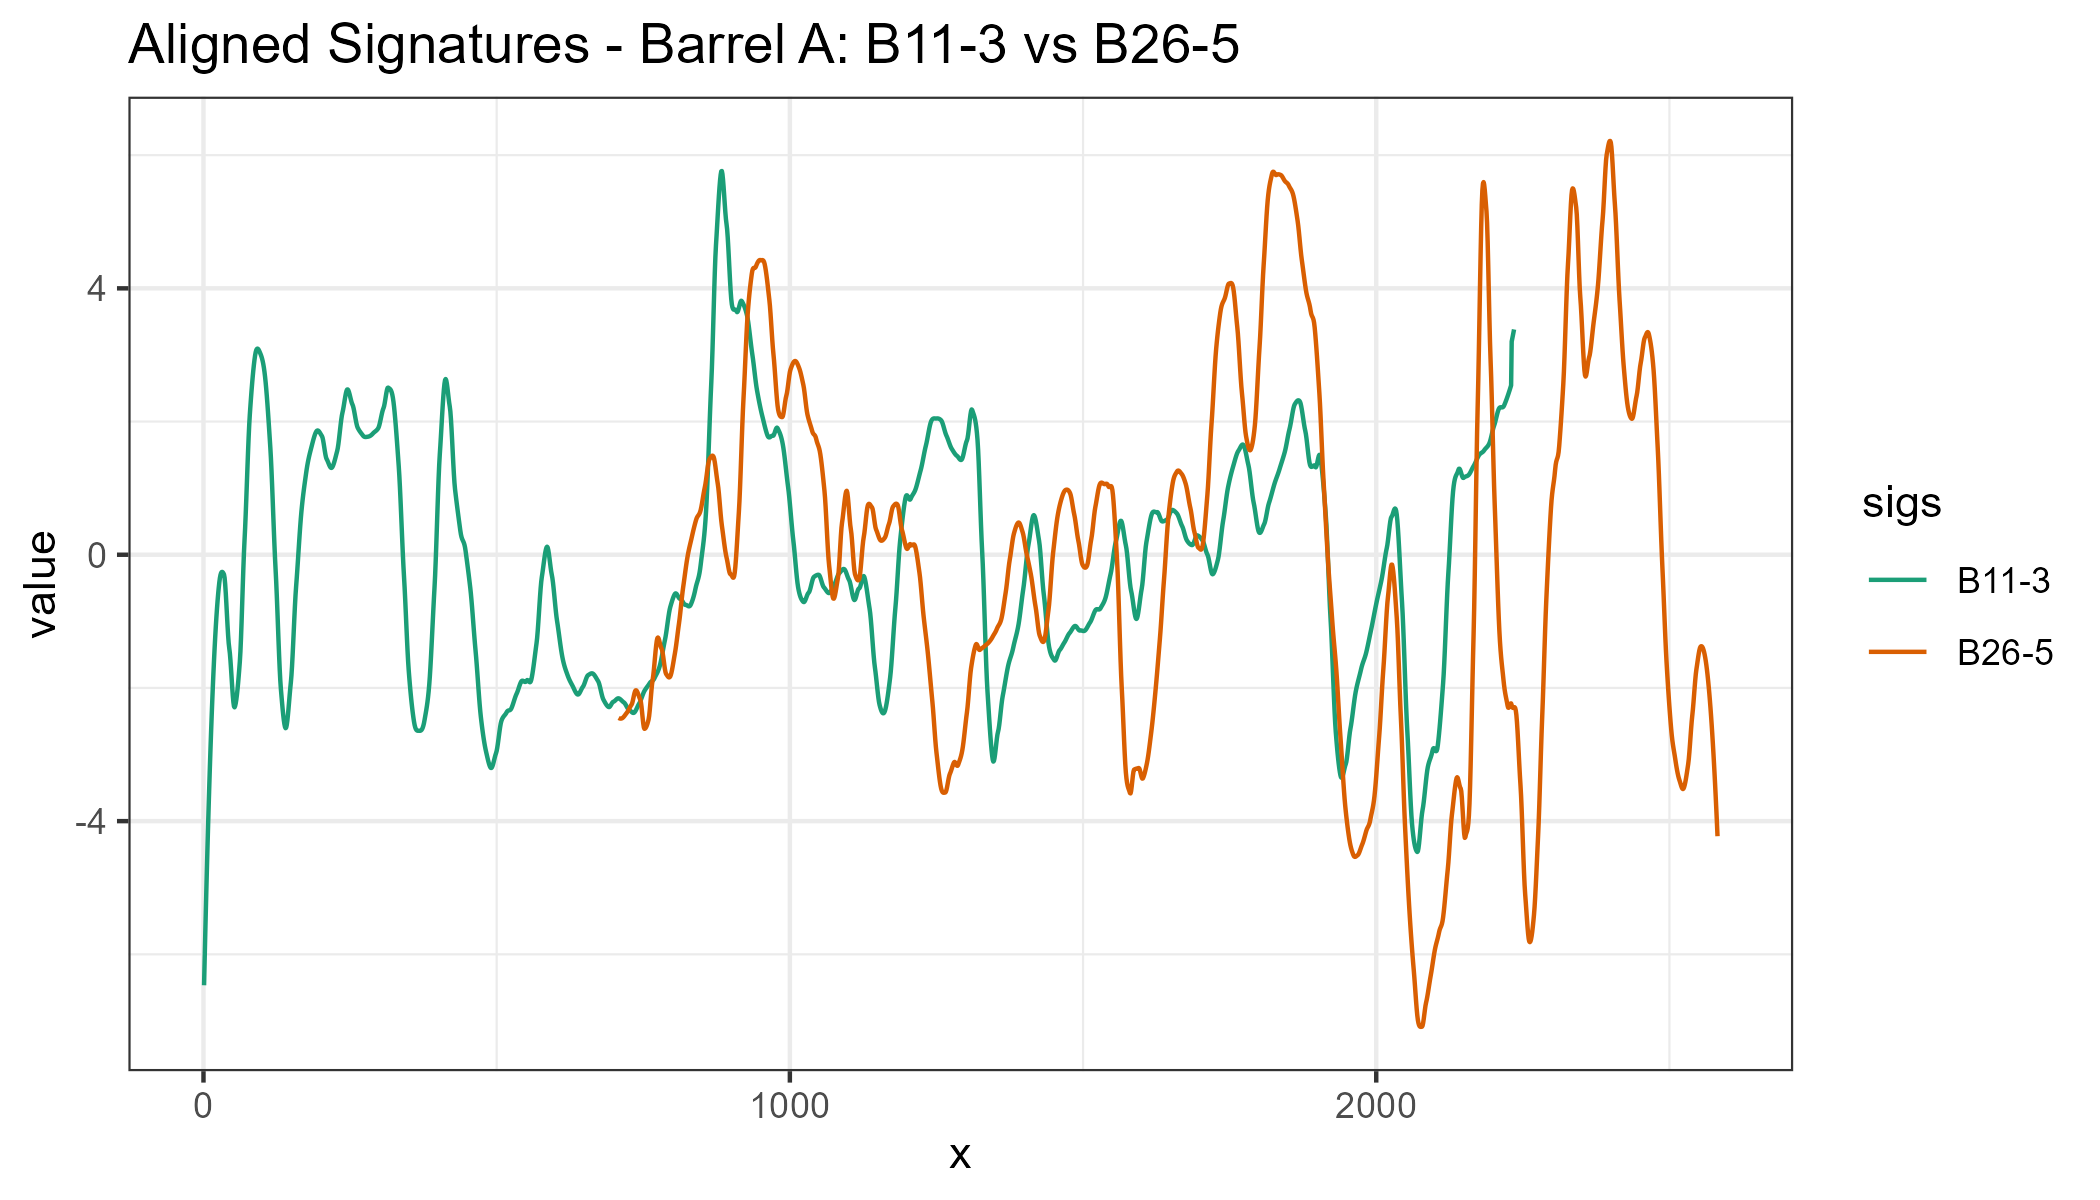 Aligned Signatures - Barrel A: B11-3 vs B26-5
value
4
0
-4
0
1000
2000
x
sigs
B11-3
B26-5